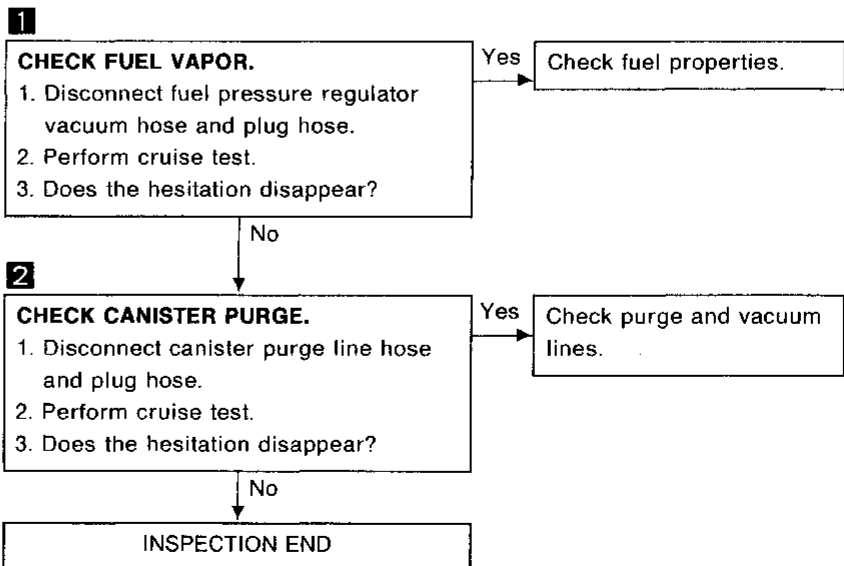 1
CHECK FUEL VAPOR.
1. Disconnect fuel pressure regulator
vacuum hose and plug hose.
2. Perform cruise test.
3. Does the hesitation disappear?
Yes
Check fuel properties.
No
2
CHECK CANISTER PURGE.
1. Disconnect canister purge line hose
and plug hose.
2. Perform cruise test.
3. Does the hesitation disappear?
Yes
Check purge and vacuum
lines.
No
INSPECTION END